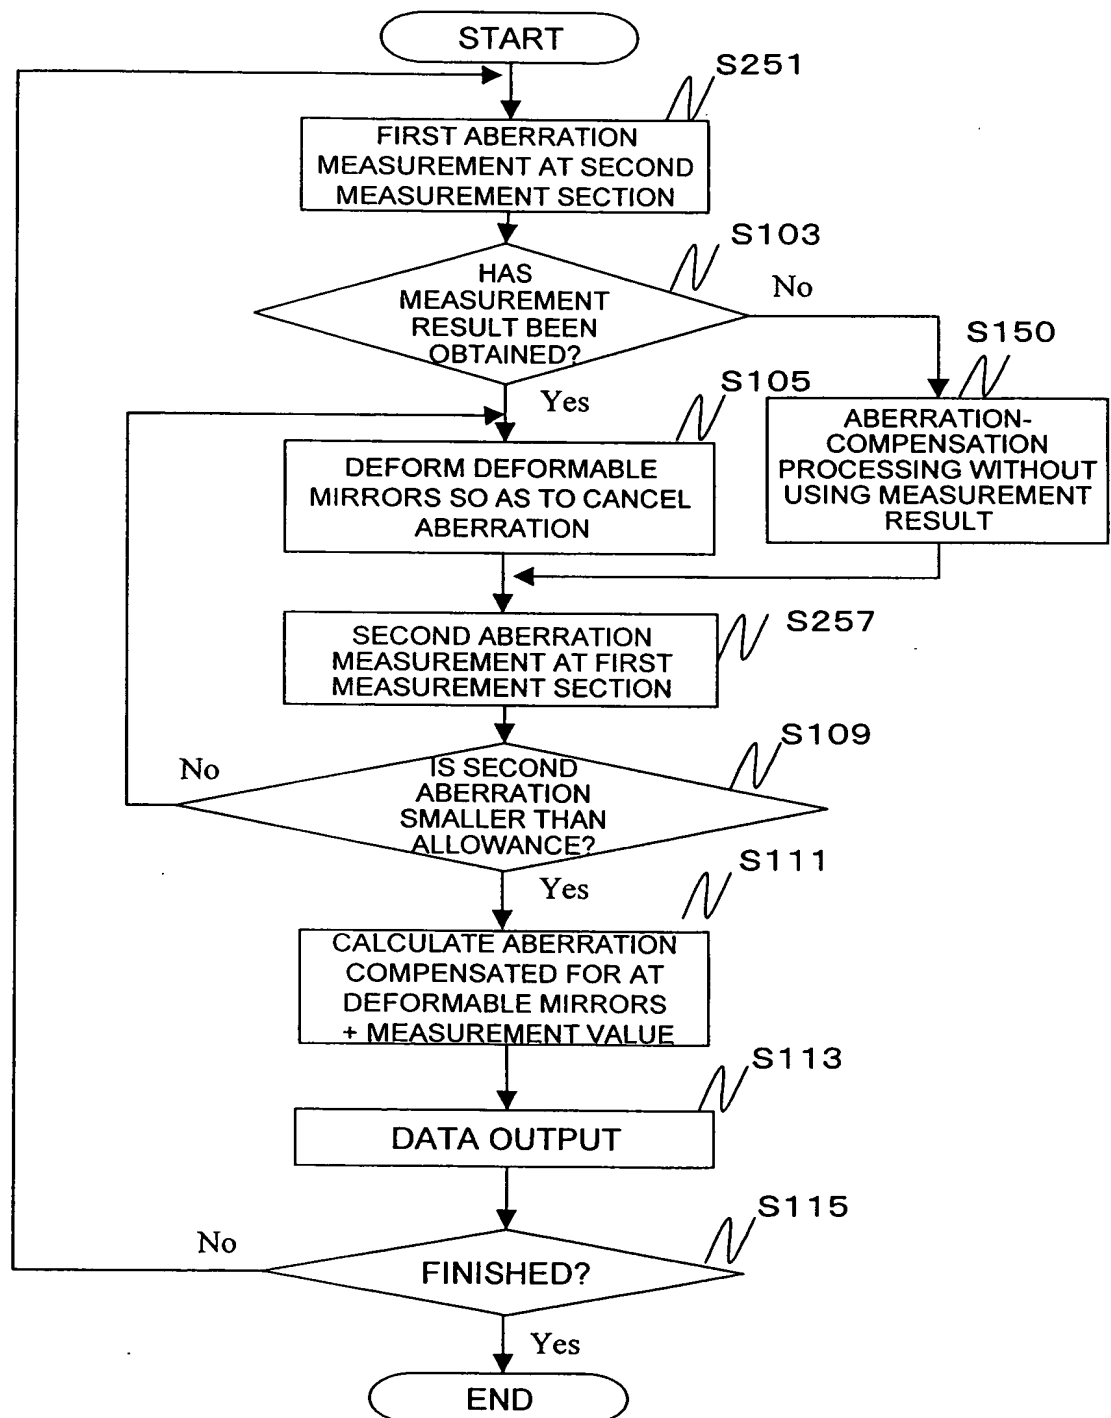 START
S251
FIRST ABERRATION
MEASUREMENT AT SECOND
MEASUREMENT SECTION
S103
HAS
MEASUREMENT
RESULT BEEN
OBTAINED?
No
Yes
S150
ABERRATION-
COMPENSATION
PROCESSING WITHOUT
USING MEASUREMENT
RESULT
S105
DEFORM DEFORMABLE
MIRRORS SO AS TO CANCEL
ABERRATION
S257
SECOND ABERRATION
MEASUREMENT AT FIRST
MEASUREMENT SECTION
S109
No
IS SECOND
ABERRATION
SMALLER THAN
ALLOWANCE?
Yes
S111
CALCULATE ABERRATION
COMPENSATED FOR AT
DEFORMABLE MIRRORS
+ MEASUREMENT VALUE
S113
DATA OUTPUT
S115
No
FINISHED?
Yes
END